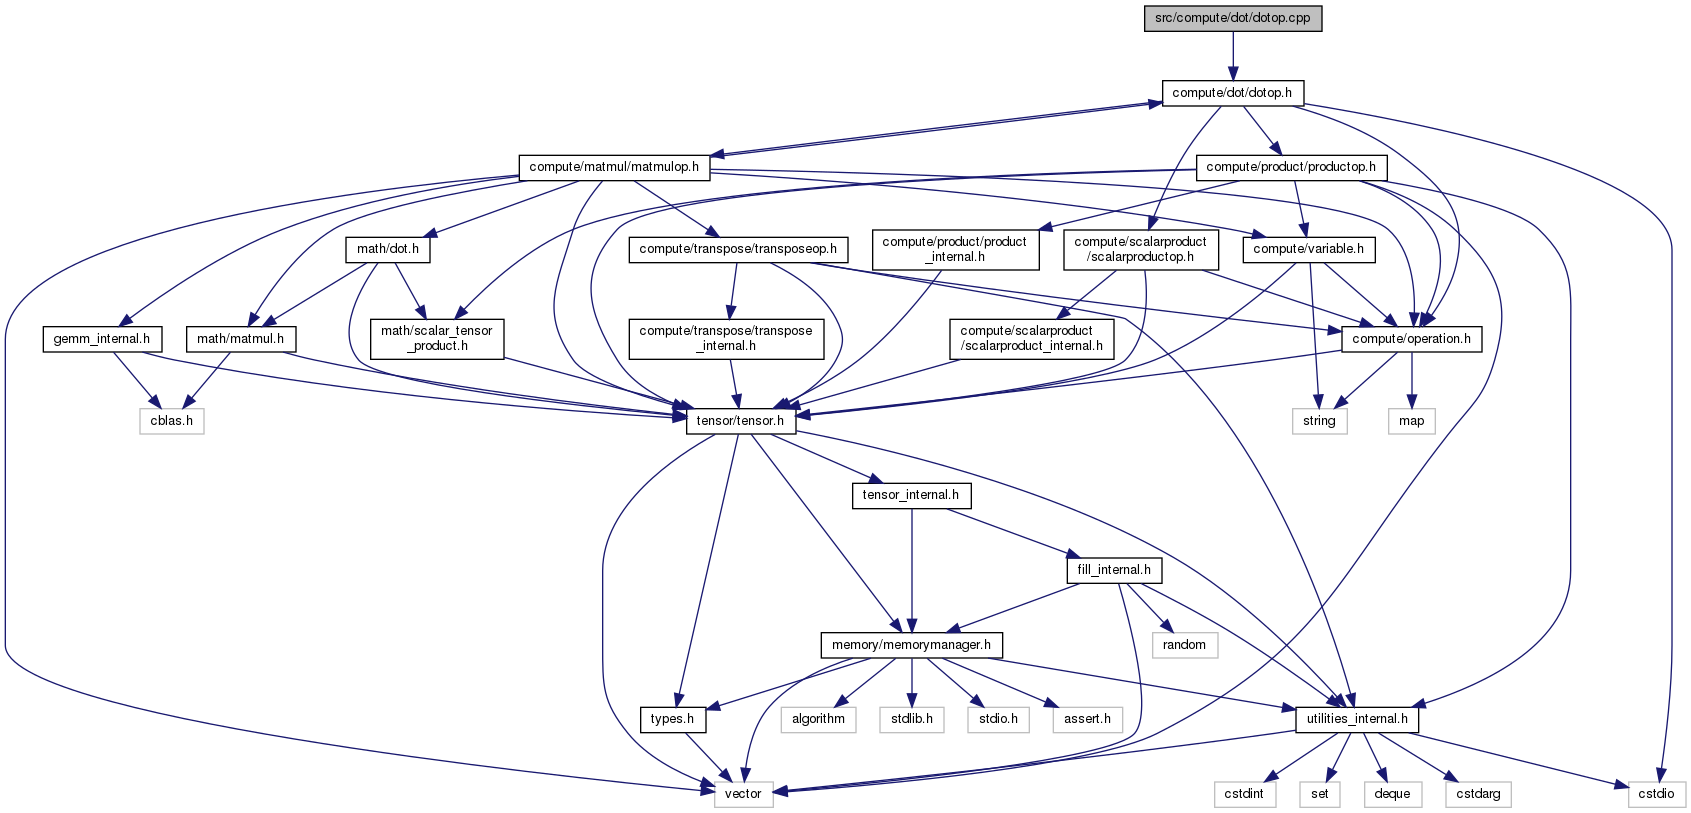 src/compute/dot/dotop.cpp
compute/dot/dotop.h
compute/matmul/matmulop.h
compute/product/productop.h
math/dot.h
compute/transpose/transposeop.h
compute/product/product
_internal.h
compute/scalarproduct
/scalarproductop.h
compute/variable.h
gemm_internal.h
math/matmul.h
math/scalar_tensor
_product.h
compute/transpose/transpose
_internal.h
compute/scalarproduct
/scalarproduct_internal.h
compute/operation.h
cblas.h
tensor/tensor.h
string
map
tensor_internal.h
fill_internal.h
memory/memorymanager.h
random
types.h
algorithm
stdlib.h
stdio.h
assert.h
utilities_internal.h
vector
cstdint
set
deque
cstdarg
cstdio